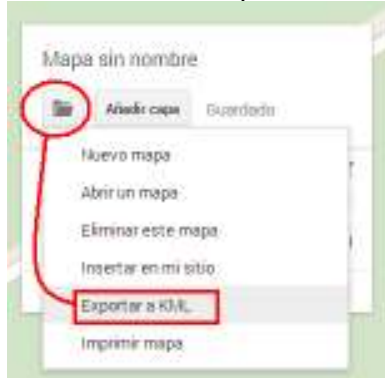 Mapa sin nombre
Añadir capa Guardado
Nuevo mapa
Abrir un mapa
Eliminar este mapa
Insertar en mi sitio
Exportar a KML
Imprimir mapa